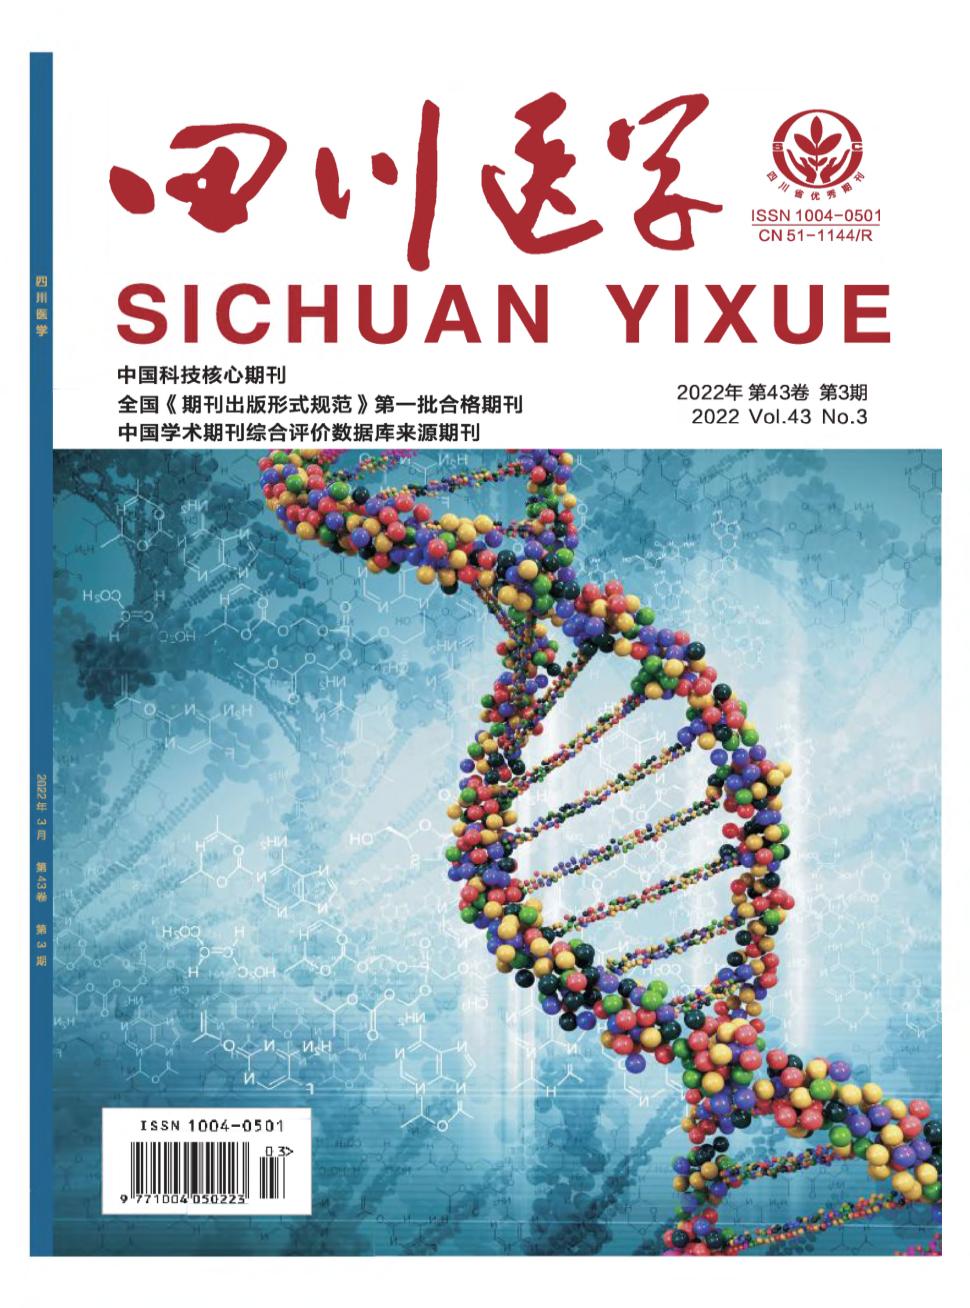 四川医学
S C
四川省优秀期刊
ISSN 1004-0501
CN 51-1144/R
SICHUAN YIXUE
中国科技核心期刊
全国《期刊出版形式规范》第一批合格期刊
中国学术期刊综合评价数据库来源期刊
2022年 第43卷 第3期
2022 Vol.43 No.3
四川医学
2022年3月 第43卷 第3期
ISSN 1004-0501
03>
9 771004 050223